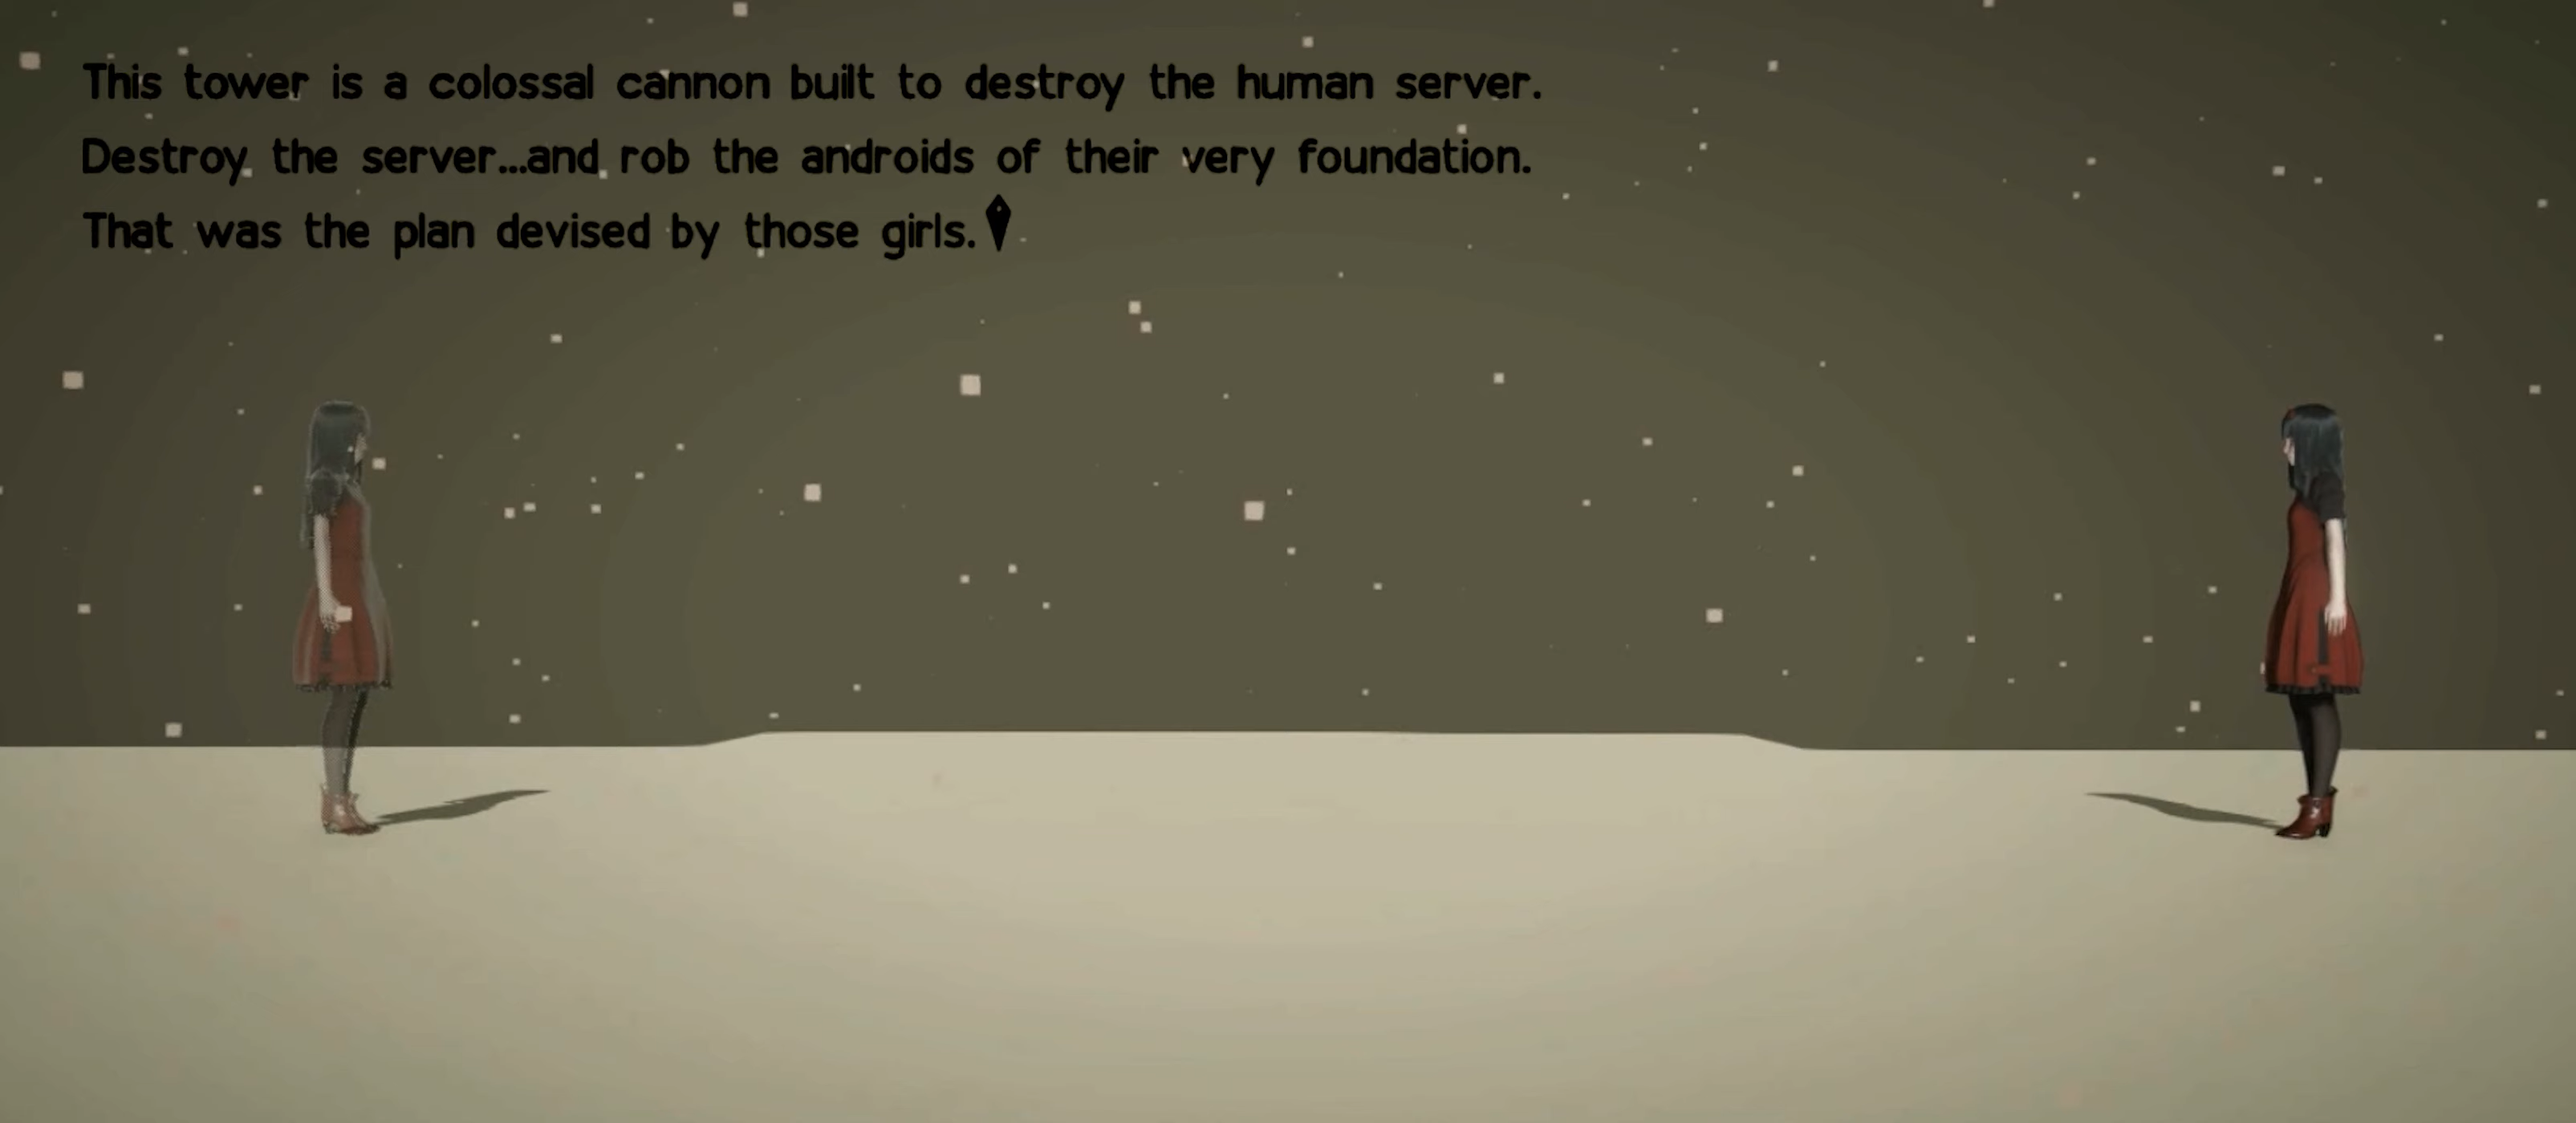 This tower is a colossal cannon built to destroy the human server.
Destroy the server...and rob the androids of their very foundation.
That was the plan devised by those girls.